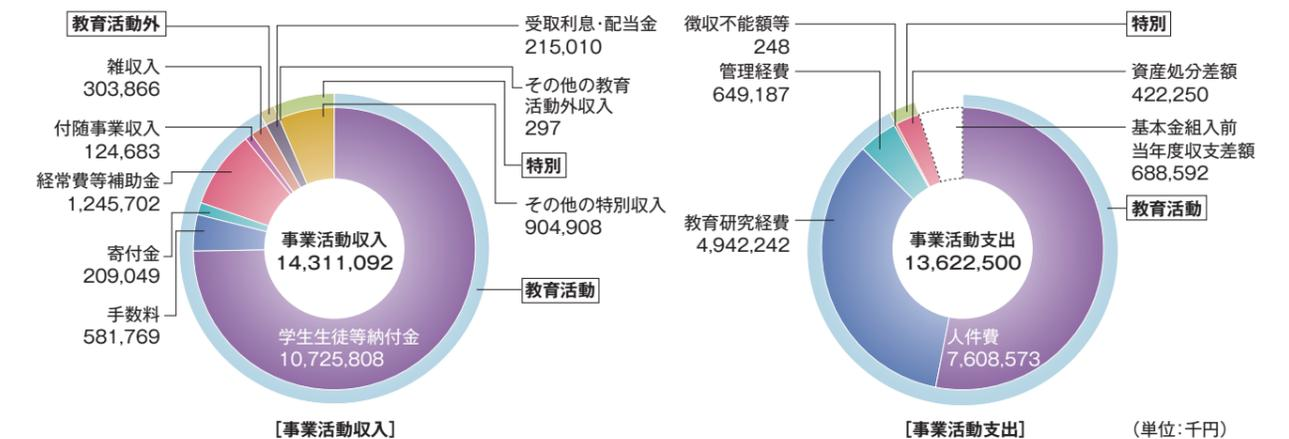 教育活動外
雑収入
303,866
付随事業収入
124,683
経常費等補助金
1,245,702
寄付金
209,049
手数料
581,769
受取利息・配当金
215,010
その他の教育
活動外収入
297
特別
その他の特別収入
904,908
教育活動
事業活動収入
14,311,092
学生生徒等納付金
10,725,808
[事業活動収入]
徴収不能額等
248
管理経費
649,187
教育研究経費
4,942,242
特別
資産処分差額
422,250
基本金組入前
当年度収支差額
688,592
教育活動
事業活動支出
13,622,500
人件費
7,608,573
[事業活動支出]
(単位:千円)